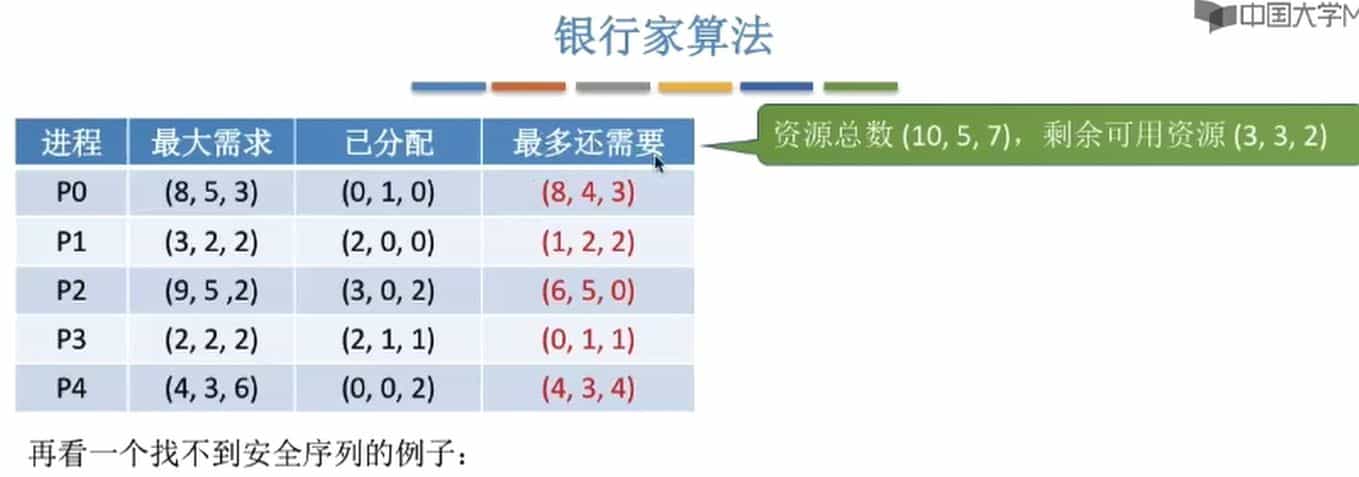 中国大学M
银行家算法
资源总数 (10, 5, 7)，剩余可用资源 (3, 3, 2)
进程 最大需求 已分配 最多还需要
P0 (8, 5, 3) (0, 1, 0) (8, 4, 3)
P1 (3, 2, 2) (2, 0, 0) (1, 2, 2)
P2 (9, 5 ,2) (3, 0, 2) (6, 5, 0)
P3 (2, 2, 2) (2, 1, 1) (0, 1, 1)
P4 (4, 3, 6) (0, 0, 2) (4, 3, 4)
再看一个找不到安全序列的例子：